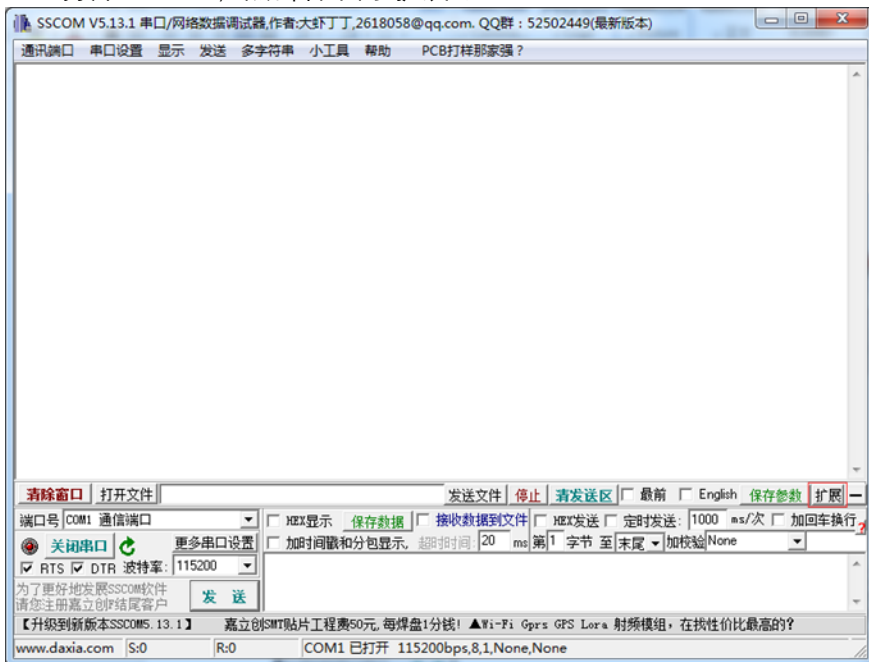 SSCOM V5.13.1 串口/网络数据调试器,作者:大虾丁丁,2618058@qq.com. QQ群：52502449(最新版本)
通讯端口 串口设置 显示 发送 多字符串 小工具 帮助 PCB打样那家强？
清除窗口 打开文件 发送文件 停止 清发送区 最前 English 保存参数 扩展
端口号 COM1 通信端口 HEX显示 保存数据 接收数据到文件 HEX发送 定时发送: 1000 ms/次 加回车换行
关闭串口 更多串口设置 加时间戳和分包显示, 超时时间: 20 ms 第 1 字节 至 末尾 加校验 None
RTS DTR 波特率: 115200
为了更好地发展SSCOM软件
请您注册嘉立创F结尾客户
发 送
【升级到新版本SSCOM5.13.1】 嘉立创SMT贴片工程费50元,每焊盘1分钱! ▲Wi-Fi Gprs GPS Lora 射频模组，在找性价比最高的?
www.daxia.com S:0 R:0 COM1 已打开 115200bps,8,1,None,None